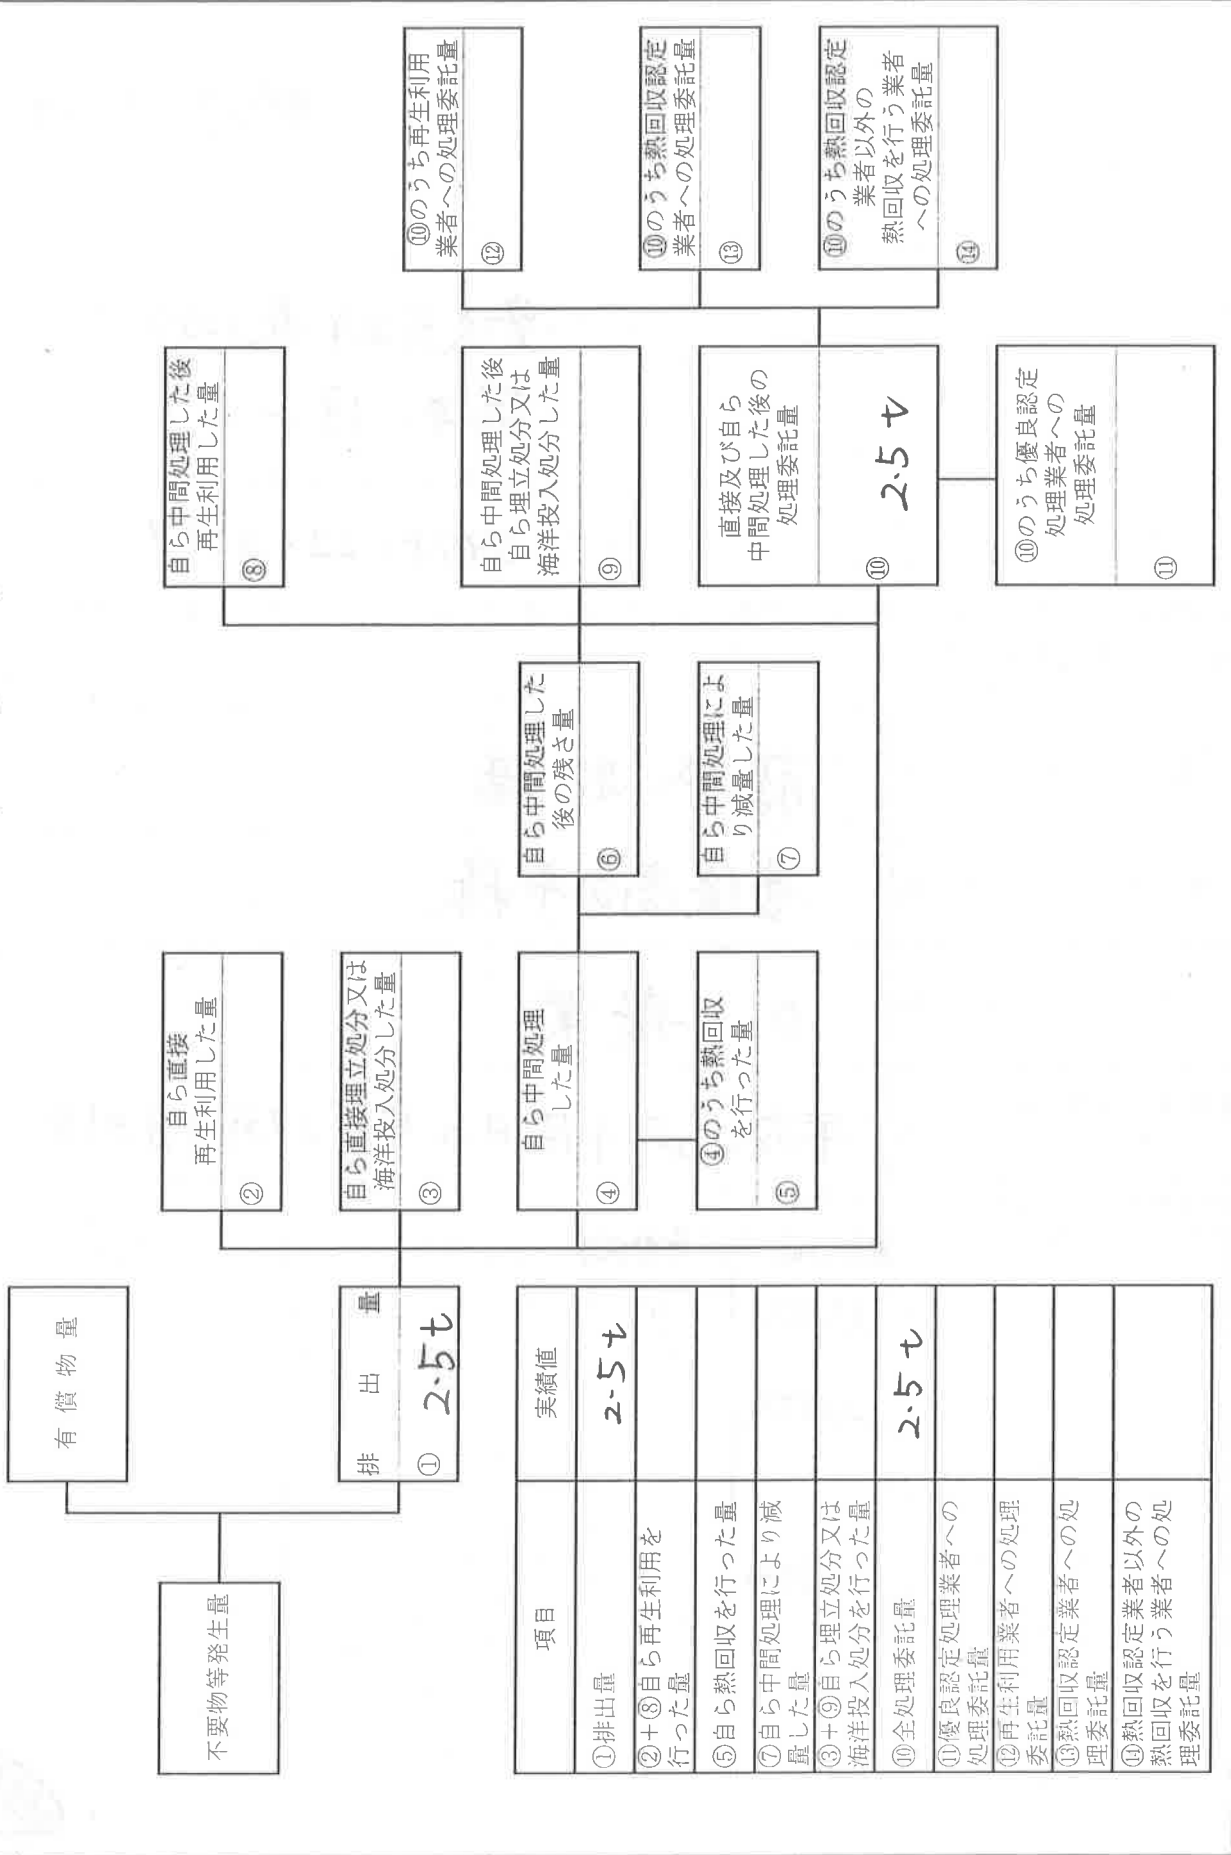 不要物等発生量
有償物量
排出量
①
2.5t
自ら直接
再生利用した量
②
自ら直接埋立処分又は
海洋投入処分した量
③
自ら中間処理
した量
④
④のうち熱回収
を行った量
⑤
自ら中間処理した
後の残さ量
⑥
自ら中間処理によ
り減量した量
⑦
自ら中間処理した後
再生利用した量
⑧
自ら中間処理した後
自ら埋立処分又は
海洋投入処分した量
⑨
直接及び自ら
中間処理した後の
処理委託量
⑩
2.5t
⑩のうち優良認定
処理業者への
処理委託量
⑪
⑩のうち再生利用
業者への処理委託量
⑫
⑩のうち熱回収認定
業者への処理委託量
⑬
⑩のうち熱回収認定
業者以外の
熱回収を行う業者
への処理委託量
⑭
項目 実績値
①排出量 2.5t
②+⑧自ら再生利用を
行った量
⑤自ら熱回収を行った量
⑦自ら中間処理により減
量した量
③+⑨自ら埋立処分又は
海洋投入処分を行った量
⑩全処理委託量 2.5t
⑪優良認定処理業者への
処理委託量
⑫再生利用業者への処理
委託量
⑬熱回収認定業者への処
理委託量
⑭熱回収認定業者以外の
熱回収を行う業者への処
理委託量